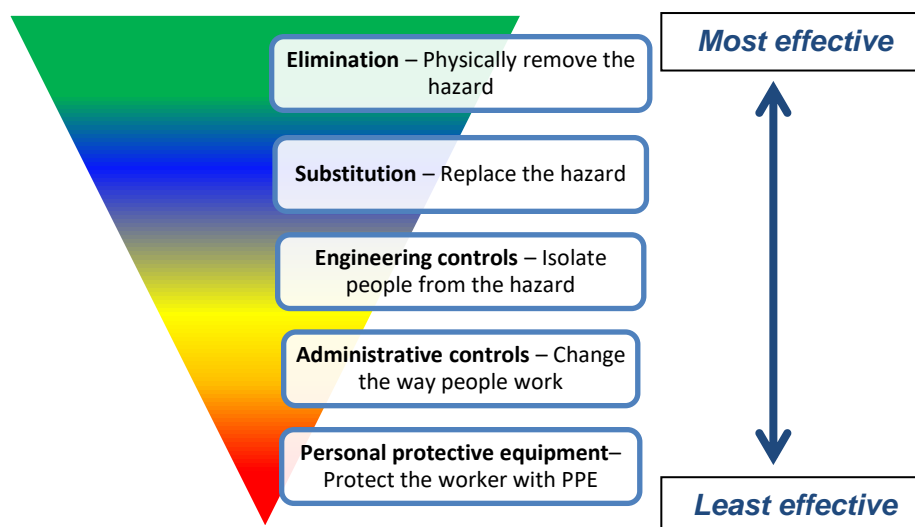 Most effective
Elimination – Physically remove the
hazard
Substitution – Replace the hazard
Engineering controls – Isolate
people from the hazard
Administrative controls – Change
the way people work
Personal protective equipment–
Protect the worker with PPE
Least effective